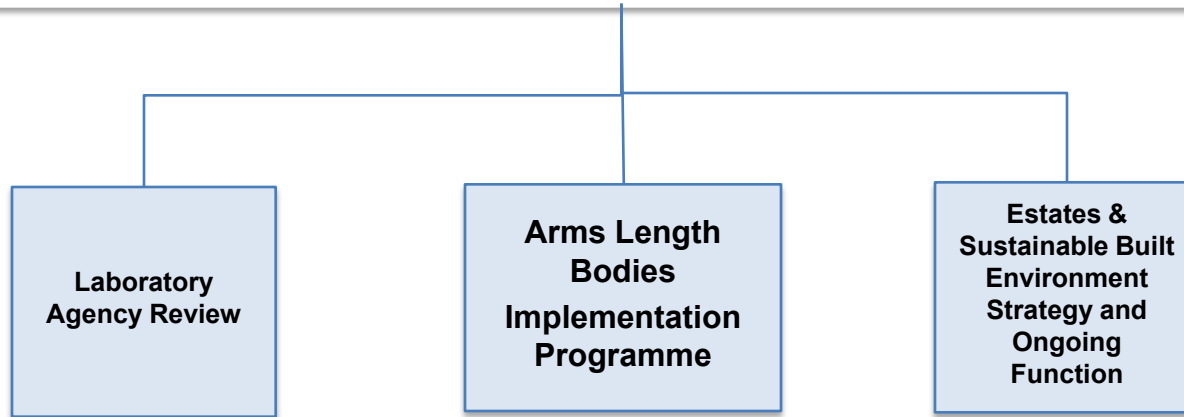 Laboratory
Agency Review
Arms Length
Bodies
Implementation
Programme
Estates &
Sustainable Built
Environment
Strategy and
Ongoing
Function